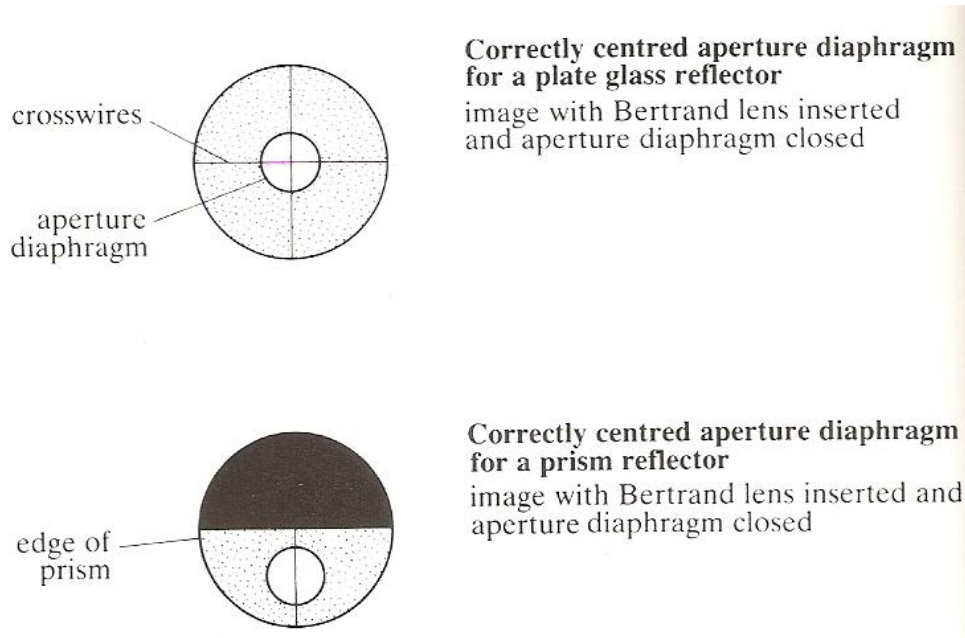 Correctly centred aperture diaphragm
for a plate glass reflector
image with Bertrand lens inserted
and aperture diaphragm closed
crosswires
aperture
diaphragm
Correctly centred aperture diaphragm
for a prism reflector
image with Bertrand lens inserted and
aperture diaphragm closed
edge of
prism